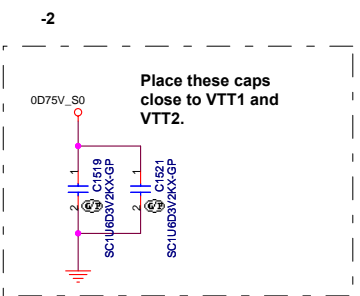 -2
Place these caps
close to VTT1 and
VTT2.
0D75V_S0
1
2
C1519
SC1U6D3V2KX-GP
1
2
C1521
SC1U6D3V2KX-GP